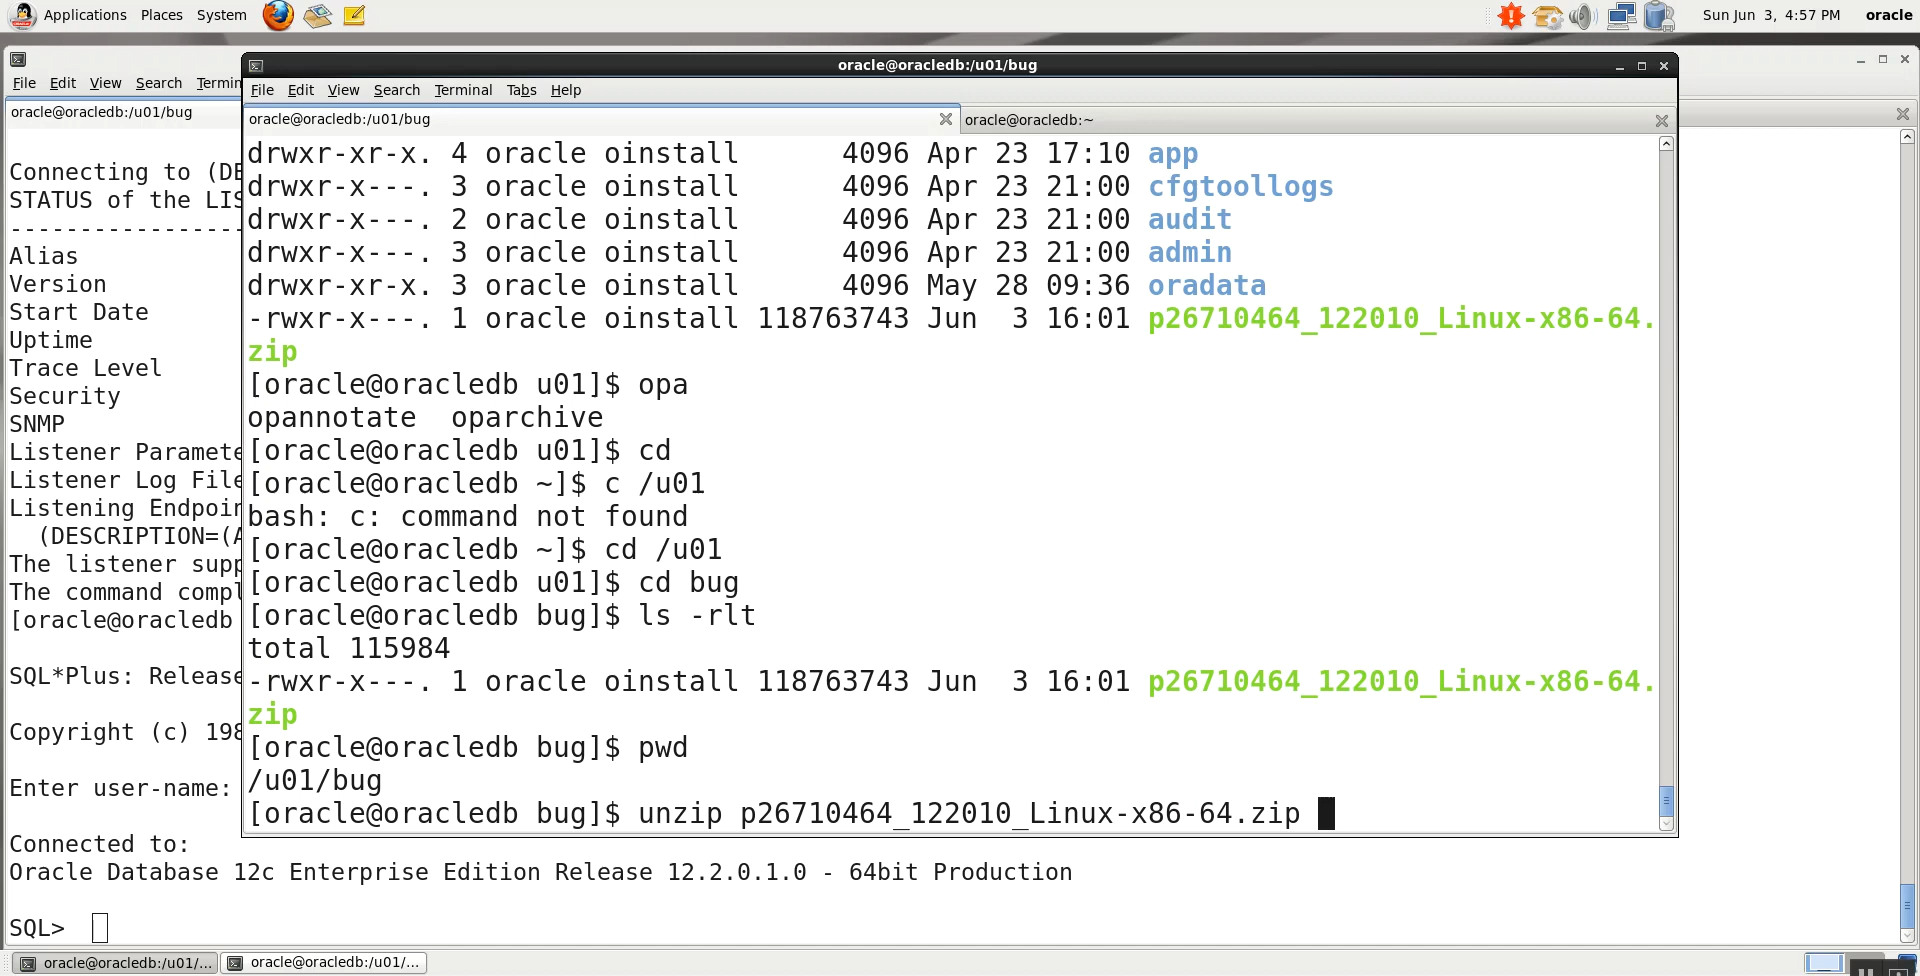 Applications Places System Sun Jun 3, 4:57 PM oracle
oracle@oracledb:/u01/bug
File Edit View Search Termin
File Edit View Search Terminal Tabs Help
oracle@oracledb:/u01/bug
oracle@oracledb:/u01/bug oracle@oracledb:~
drwxr-xr-x. 4 oracle oinstall 4096 Apr 23 17:10 app
drwxr-x---. 3 oracle oinstall 4096 Apr 23 21:00 cfgtoollogs
drwxr-x---. 2 oracle oinstall 4096 Apr 23 21:00 audit
drwxr-x---. 3 oracle oinstall 4096 Apr 23 21:00 admin
drwxr-xr-x. 3 oracle oinstall 4096 May 28 09:36 oradata
-rwxr-x---. 1 oracle oinstall 118763743 Jun 3 16:01 p26710464_122010_Linux-x86-64.
zip
[oracle@oracledb u01]$ opa
opannotate oparchive
[oracle@oracledb u01]$ cd
[oracle@oracledb ~]$ c /u01
bash: c: command not found
[oracle@oracledb ~]$ cd /u01
[oracle@oracledb u01]$ cd bug
[oracle@oracledb bug]$ ls -rlt
total 115984
-rwxr-x---. 1 oracle oinstall 118763743 Jun 3 16:01 p26710464_122010_Linux-x86-64.
zip
[oracle@oracledb bug]$ pwd
/u01/bug
[oracle@oracledb bug]$ unzip p26710464_122010_Linux-x86-64.zip
Connecting to (DE
STATUS of the LIS
-----------------
Alias
Version
Start Date
Uptime
Trace Level
Security
SNMP
Listener Paramete
Listener Log File
Listening Endpoin
(DESCRIPTION=(A
The listener supp
The command compl
[oracle@oracledb
SQL*Plus: Release
Copyright (c) 198
Enter user-name:
Connected to:
Oracle Database 12c Enterprise Edition Release 12.2.0.1.0 - 64bit Production
SQL>
oracle@oracledb:/u01/... oracle@oracledb:/u01/...